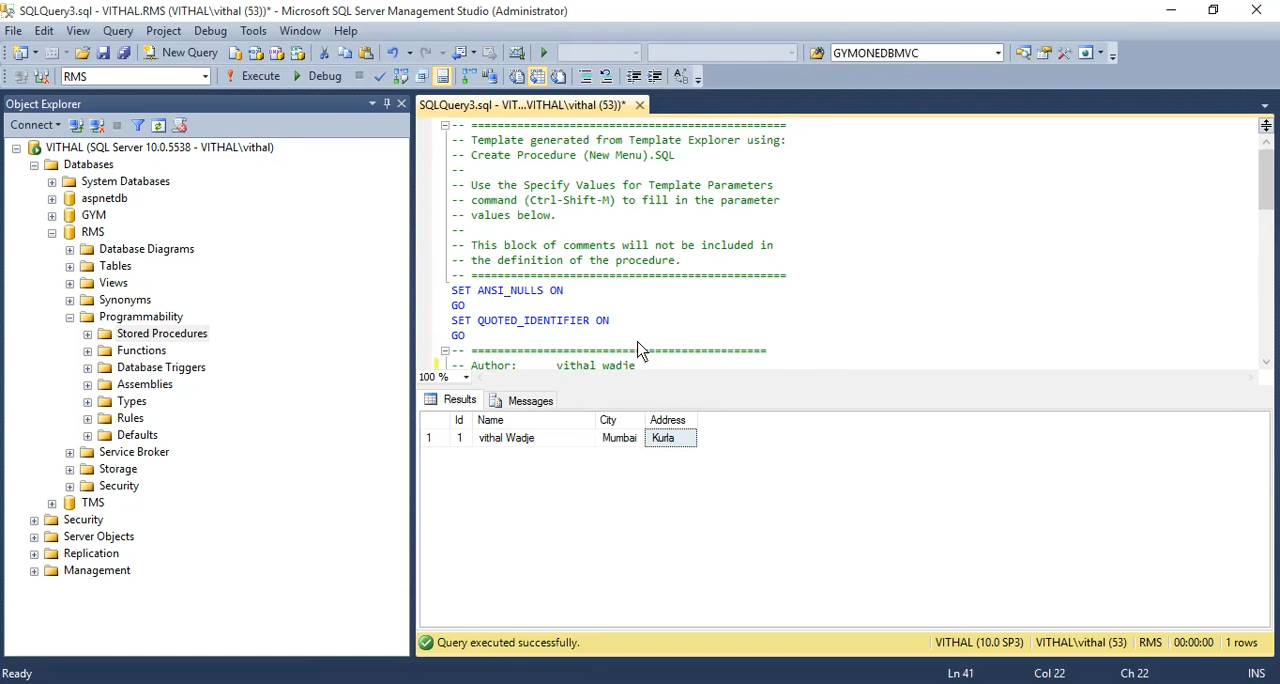 SQLQuery3.sql - VITHAL.RMS (VITHAL\vithal (53))* - Microsoft SQL Server Management Studio (Administrator)
File Edit View Query Project Debug Tools Window Help
New Query GYMONEDBMVC
RMS Execute Debug
Object Explorer
Connect
VITHAL (SQL Server 10.0.5538 - VITHAL\vithal)
Databases
System Databases
aspnetdb
GYM
RMS
Database Diagrams
Tables
Views
Synonyms
Programmability
Stored Procedures
Functions
Database Triggers
Assemblies
Types
Rules
Defaults
Service Broker
Storage
Security
TMS
Security
Server Objects
Replication
Management
SQLQuery3.sql - VIT...VITHAL\vithal (53))*
-- ================================================
-- Template generated from Template Explorer using:
-- Create Procedure (New Menu).SQL
--
-- Use the Specify Values for Template Parameters
-- command (Ctrl-Shift-M) to fill in the parameter
-- values below.
--
-- This block of comments will not be included in
-- the definition of the procedure.
-- ================================================
SET ANSI_NULLS ON
GO
SET QUOTED_IDENTIFIER ON
GO
-- =============================================
-- Author: vithal wadje
100 %
Results Messages
Id Name City Address
1 1 vithal Wadje Mumbai Kurla
Query executed successfully. VITHAL (10.0 SP3) VITHAL\vithal (53) RMS 00:00:00 1 rows
Ready Ln 41 Col 22 Ch 22 INS